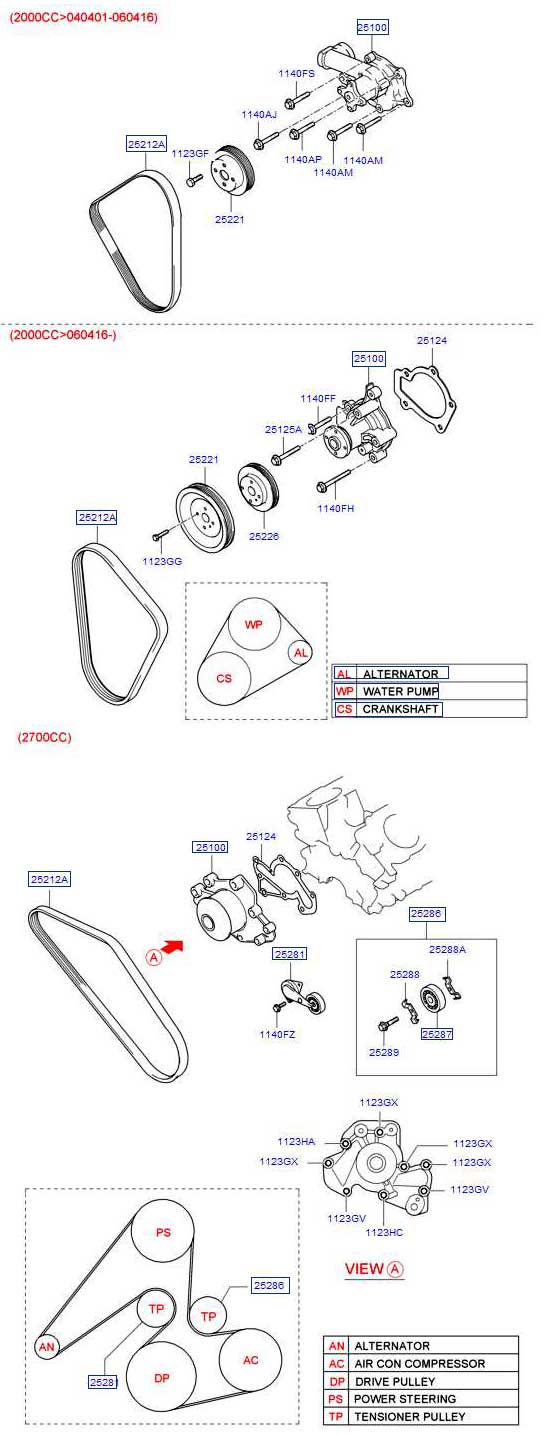 (2000CC>040401-060416)
25100
1140FS
1140AJ
1140AP
1140AM
1140AM
25212A
1123GF
25221
(2000CC>060416-)
25124
25100
1140FF
25125A
25221
1140FH
25212A
25226
1123GG
WP
AL
CS
AL ALTERNATOR
WP WATER PUMP
CS CRANKSHAFT
(2700CC)
25124
25100
25212A
25286
A
25281
25288A
25288
1140FZ
25287
25289
1123GX
1123HA
1123GX
1123GX
1123GX
1123GV
1123GV
1123HC
VIEW A
PS
25286
TP
TP
AN
AC
25281
DP
AN ALTERNATOR
AC AIR CON COMPRESSOR
DP DRIVE PULLEY
PS POWER STEERING
TP TENSIONER PULLEY